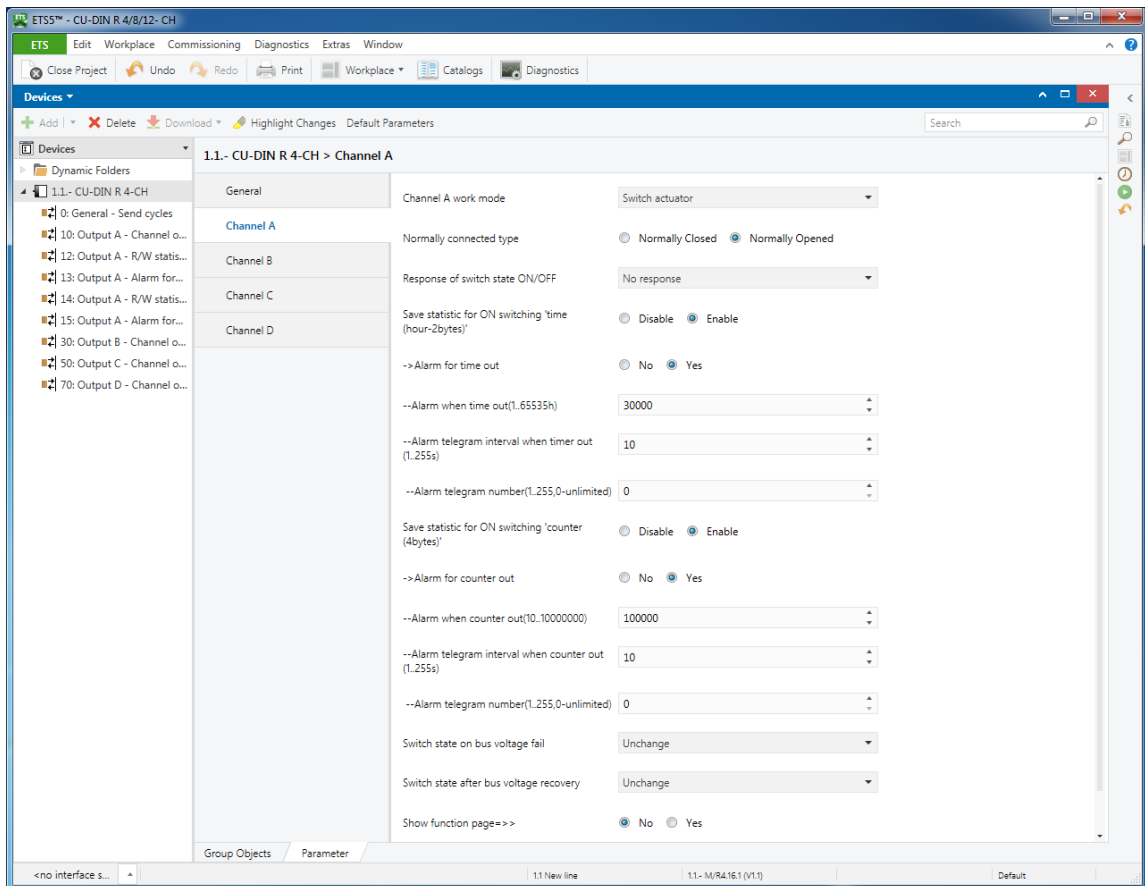 ETS5™ - CU-DIN R 4/8/12- CH
ETS Edit Workplace Commissioning Diagnostics Extras Window
Close Project Undo Redo Print Workplace Catalogs Diagnostics
Devices
Add Delete Download Highlight Changes Default Parameters Search
Devices
Dynamic Folders
1.1.- CU-DIN R 4-CH
0: General - Send cycles
10: Output A - Channel o...
12: Output A - R/W statis...
13: Output A - Alarm for...
14: Output A - R/W statis...
15: Output A - Alarm for...
30: Output B - Channel o...
50: Output C - Channel o...
70: Output D - Channel o...
1.1.- CU-DIN R 4-CH > Channel A
General
Channel A
Channel B
Channel C
Channel D
Channel A work mode Switch actuator
Normally connected type Normally Closed Normally Opened
Response of switch state ON/OFF No response
Save statistic for ON switching 'time
(hour-2bytes)' Disable Enable
->Alarm for time out No Yes
--Alarm when time out(1..65535h) 30000
--Alarm telegram interval when timer out
(1..255s) 10
--Alarm telegram number(1..255,0-unlimited) 0
Save statistic for ON switching 'counter
(4bytes)' Disable Enable
->Alarm for counter out No Yes
--Alarm when counter out(10..10000000) 100000
--Alarm telegram interval when counter out
(1..255s) 10
--Alarm telegram number(1..255,0-unlimited) 0
Switch state on bus voltage fail Unchange
Switch state after bus voltage recovery Unchange
Show function page=>> No Yes
Group Objects Parameter
<no interface s... 1.1 New line 1.1.- M/R4.16.1 (V1.1) Default